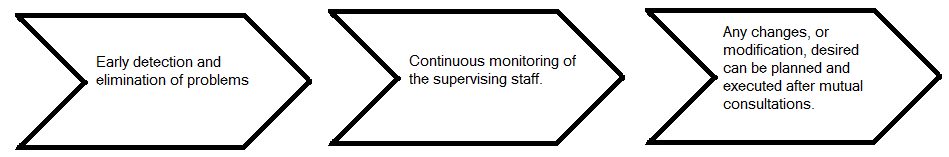 Early detection and
elimination of problems
Continuous monitoring of
the supervising staff.
Any changes, or
modification, desired
can be planned and
executed after mutual
consultations.